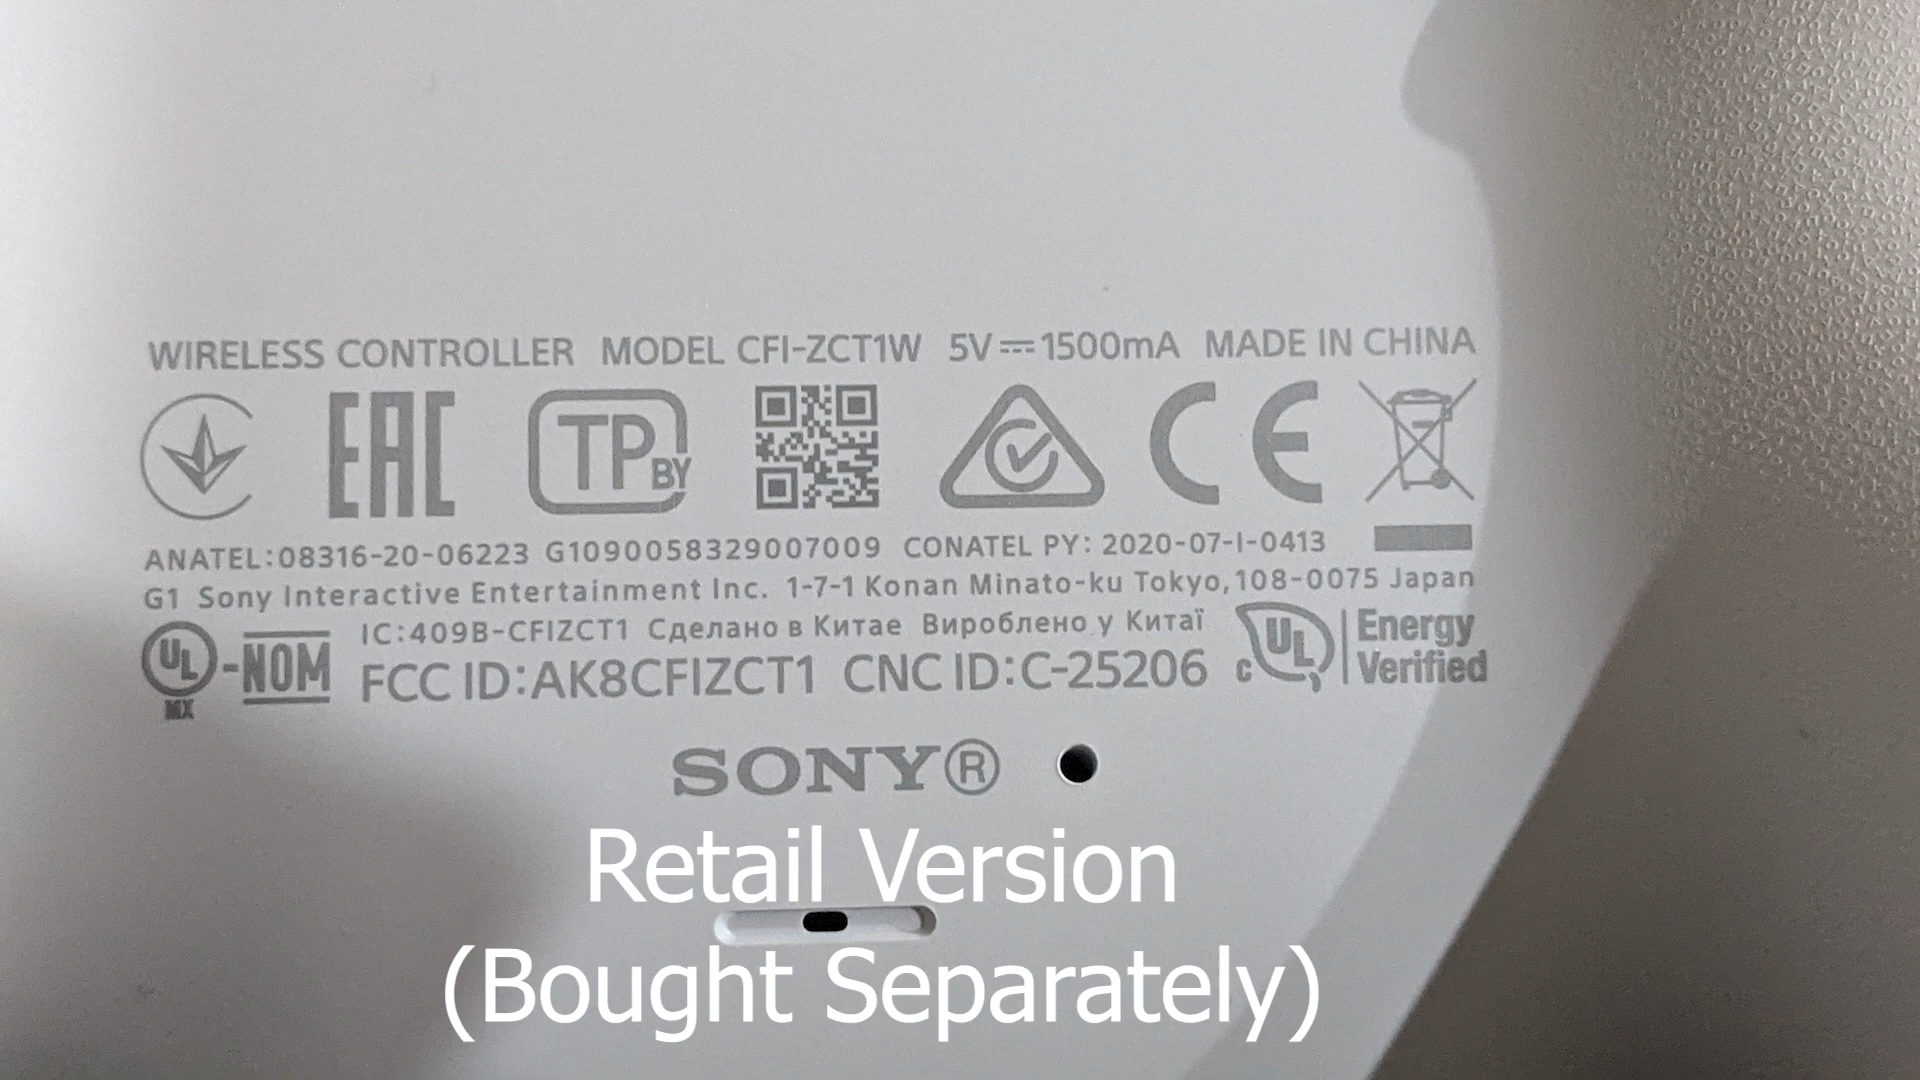 WIRELESS CONTROLLER MODEL CFI-ZCT1W 5V⎓1500mA MADE IN CHINA
EAC TP BY CE
ANATEL:08316-20-06223 G1090058329007009 CONATEL PY: 2020-07-I-0413
G1 Sony Interactive Entertainment Inc. 1-7-1 Konan Minato-ku Tokyo, 108-0075 Japan
IC:409B-CFIZCT1 Сделано в Китае Вироблено у Китаї
UL MX -NOM FCC ID:AK8CFIZCT1 CNC ID:C-25206 c UL Energy Verified
SONY®
Retail Version
(Bought Separately)